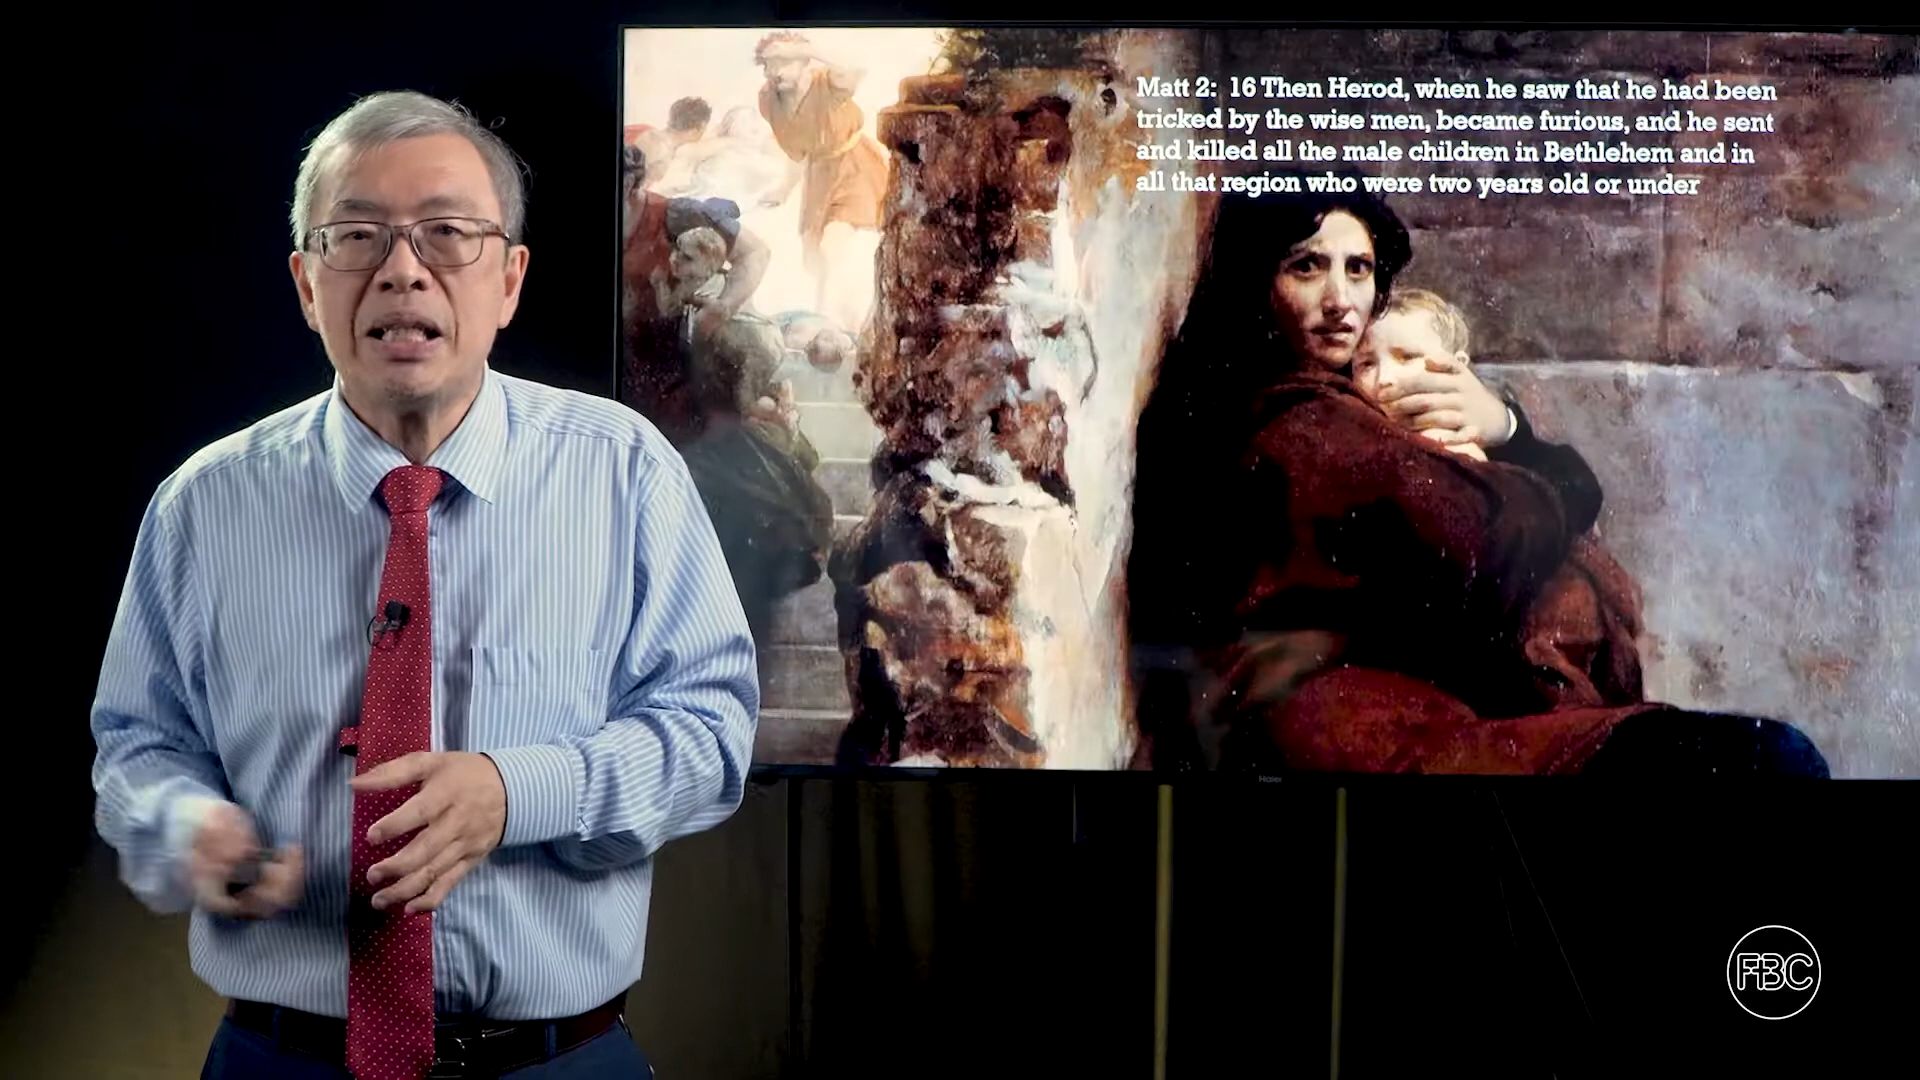 Matt 2:  16 Then Herod, when he saw that he had been
tricked by the wise men, became furious, and he sent
and killed all the male children in Bethlehem and in
all that region who were two years old or under
Haier
FBC